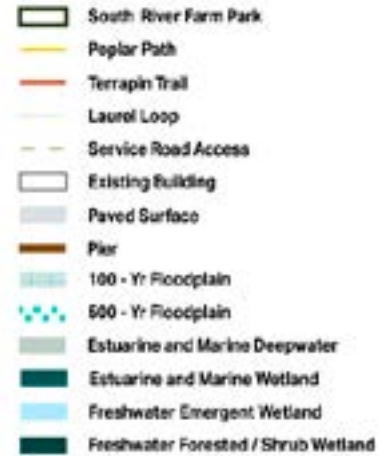 South River Farm Park
Poplar Path
Terrapin Trail
Laurel Loop
Service Road Access
Existing Building
Paved Surface
Pier
100 - Yr Floodplain
500 - Yr Floodplain
Estuarine and Marine Deepwater
Estuarine and Marine Wetland
Freshwater Emergent Wetland
Freshwater Forested / Shrub Wetland